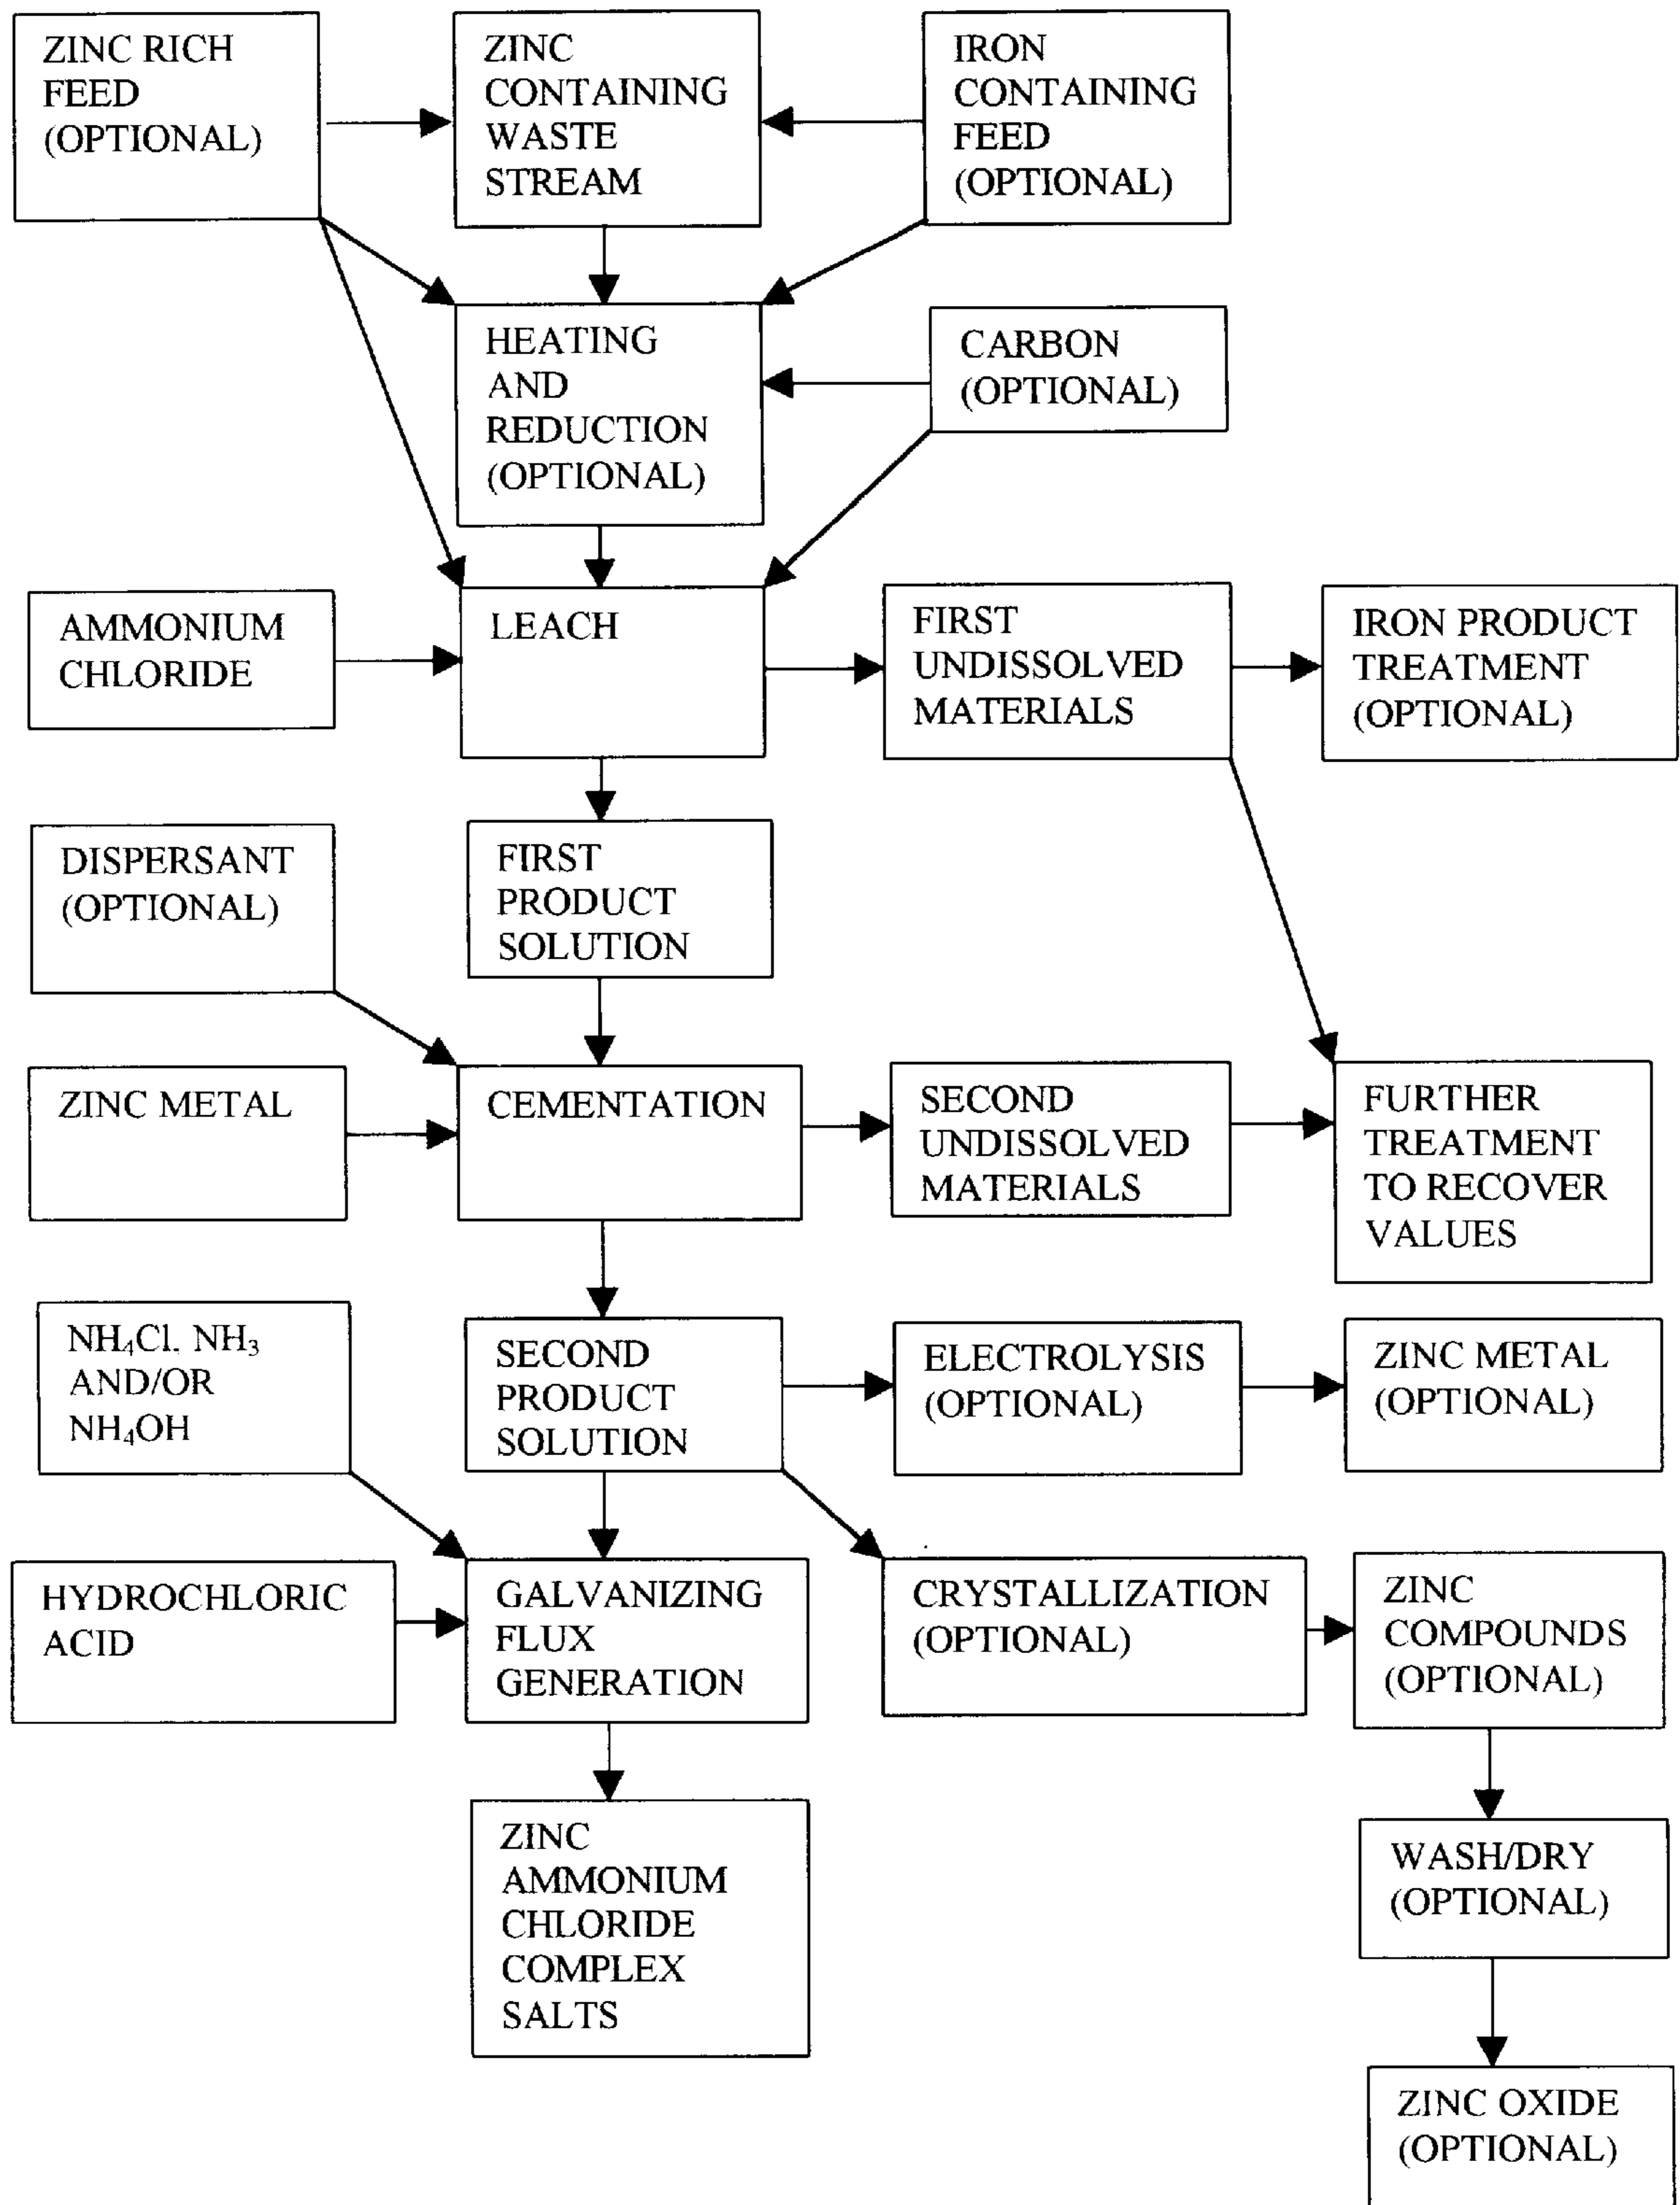 ZINC RICH
FEED
(OPTIONAL)
ZINC
CONTAINING
WASTE
STREAM
IRON
CONTAINING
FEED
(OPTIONAL)
HEATING
AND
REDUCTION
(OPTIONAL)
CARBON
(OPTIONAL)
AMMONIUM
CHLORIDE
LEACH
FIRST
UNDISSOLVED
MATERIALS
IRON PRODUCT
TREATMENT
(OPTIONAL)
DISPERSANT
(OPTIONAL)
FIRST
PRODUCT
SOLUTION
ZINC METAL
CEMENTATION
SECOND
UNDISSOLVED
MATERIALS
FURTHER
TREATMENT
TO RECOVER
VALUES
NH₄Cl, NH₃
AND/OR
NH₄OH
SECOND
PRODUCT
SOLUTION
ELECTROLYSIS
(OPTIONAL)
ZINC METAL
(OPTIONAL)
HYDROCHLORIC
ACID
GALVANIZING
FLUX
GENERATION
CRYSTALLIZATION
(OPTIONAL)
ZINC
COMPOUNDS
(OPTIONAL)
ZINC
AMMONIUM
CHLORIDE
COMPLEX
SALTS
WASH/DRY
(OPTIONAL)
ZINC OXIDE
(OPTIONAL)